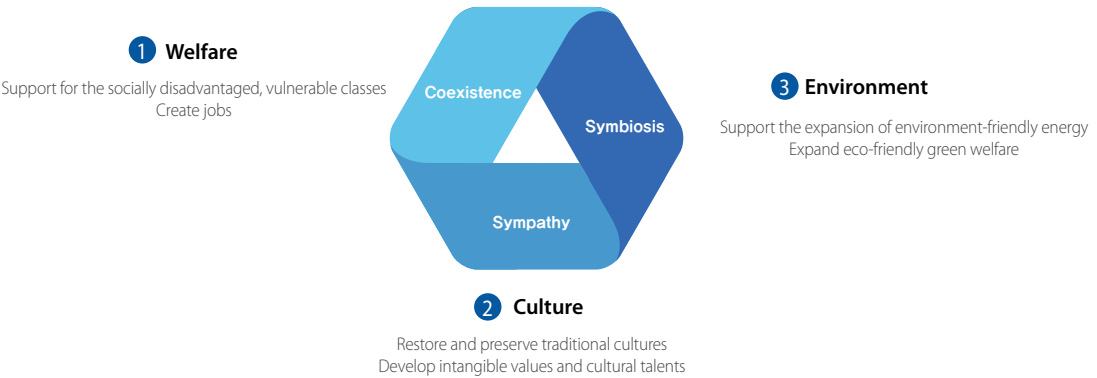 1 Welfare
Support for the socially disadvantaged, vulnerable classes
Create jobs
Coexistence
Symbiosis
Sympathy
2 Culture
Restore and preserve traditional cultures
Develop intangible values and cultural talents
3 Environment
Support the expansion of environment-friendly energy
Expand eco-friendly green welfare